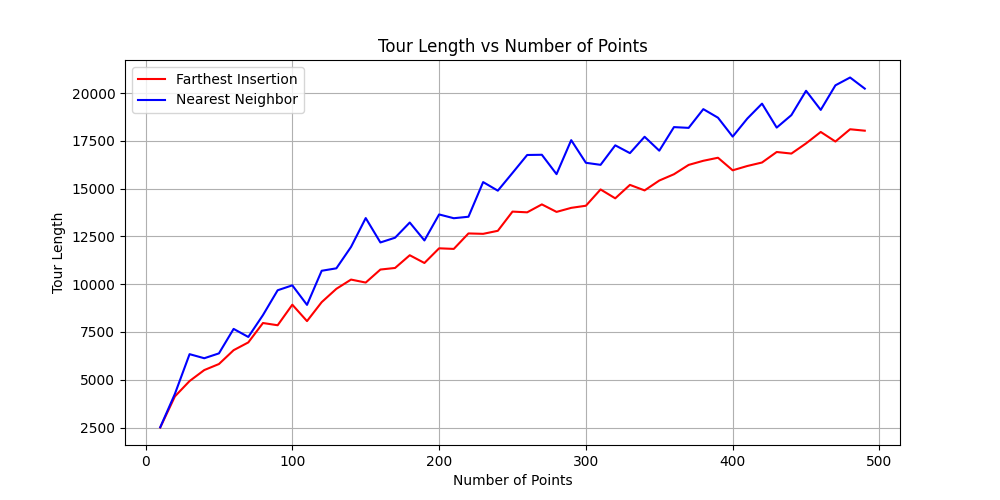 Tour Length vs Number of Points
Farthest Insertion
Nearest Neighbor
Tour Length
20000
17500
15000
12500
10000
7500
5000
2500
0 100 200 300 400 500
Number of Points